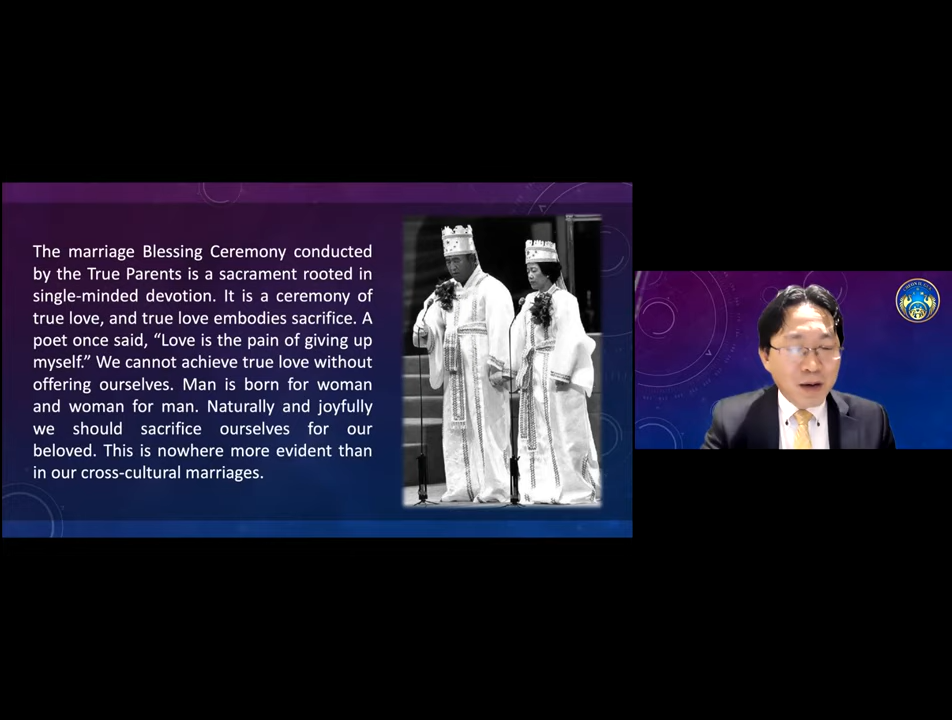 The marriage Blessing Ceremony conducted
by the True Parents is a sacrament rooted in
single-minded devotion. It is a ceremony of
true love, and true love embodies sacrifice. A
poet once said, “Love is the pain of giving up
myself.” We cannot achieve true love without
offering ourselves. Man is born for woman
and woman for man. Naturally and joyfully
we should sacrifice ourselves for our
beloved. This is nowhere more evident than
in our cross-cultural marriages.